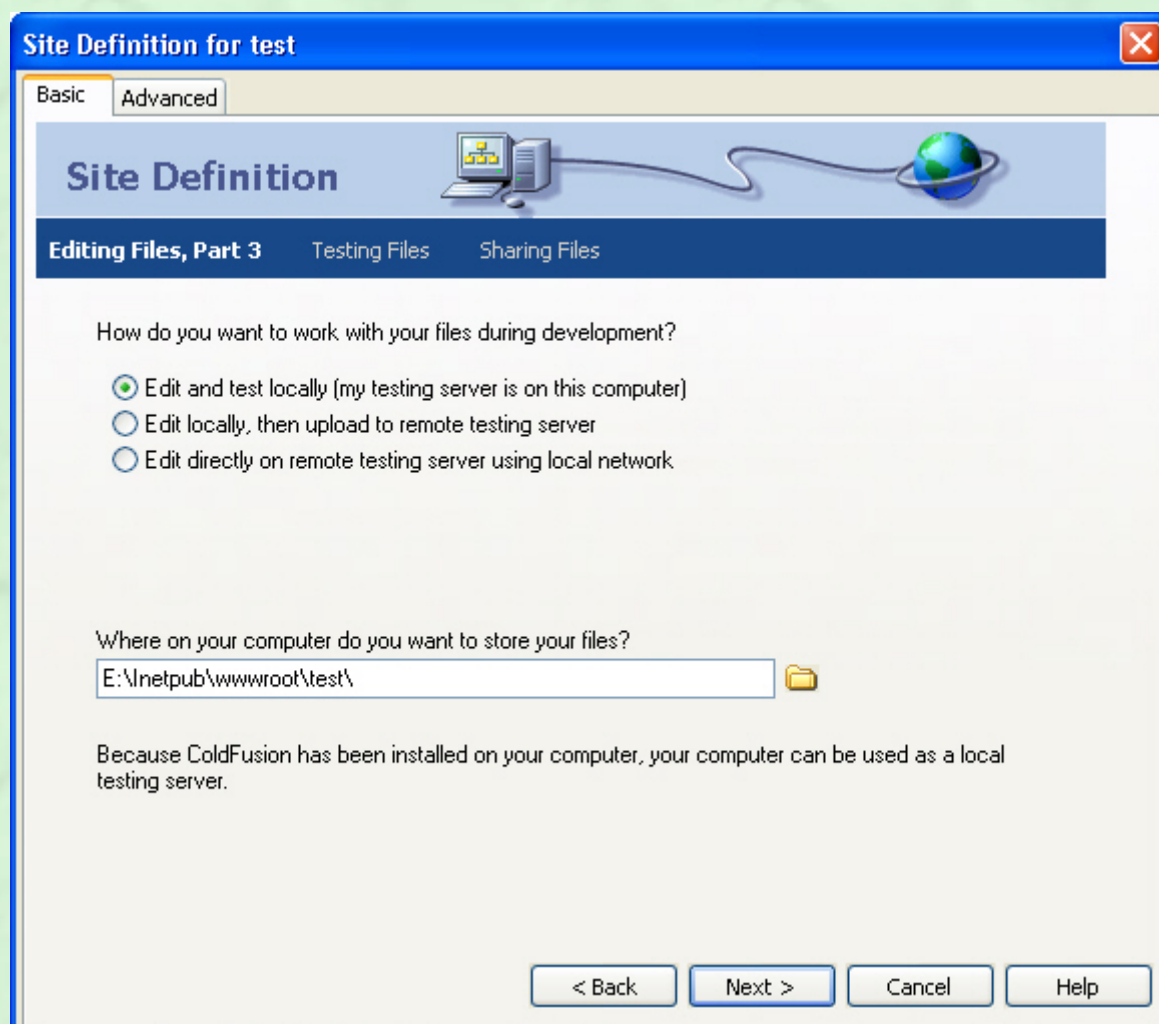 Site Definition for test
Basic
Advanced
Site Definition
Editing Files, Part 3
Testing Files
Sharing Files
How do you want to work with your files during development?
Edit and test locally (my testing server is on this computer)
Edit locally, then upload to remote testing server
Edit directly on remote testing server using local network
Where on your computer do you want to store your files?
E:\Inetpub\wwwroot\test\
Because ColdFusion has been installed on your computer, your computer can be used as a local
testing server.
< Back
Next >
Cancel
Help